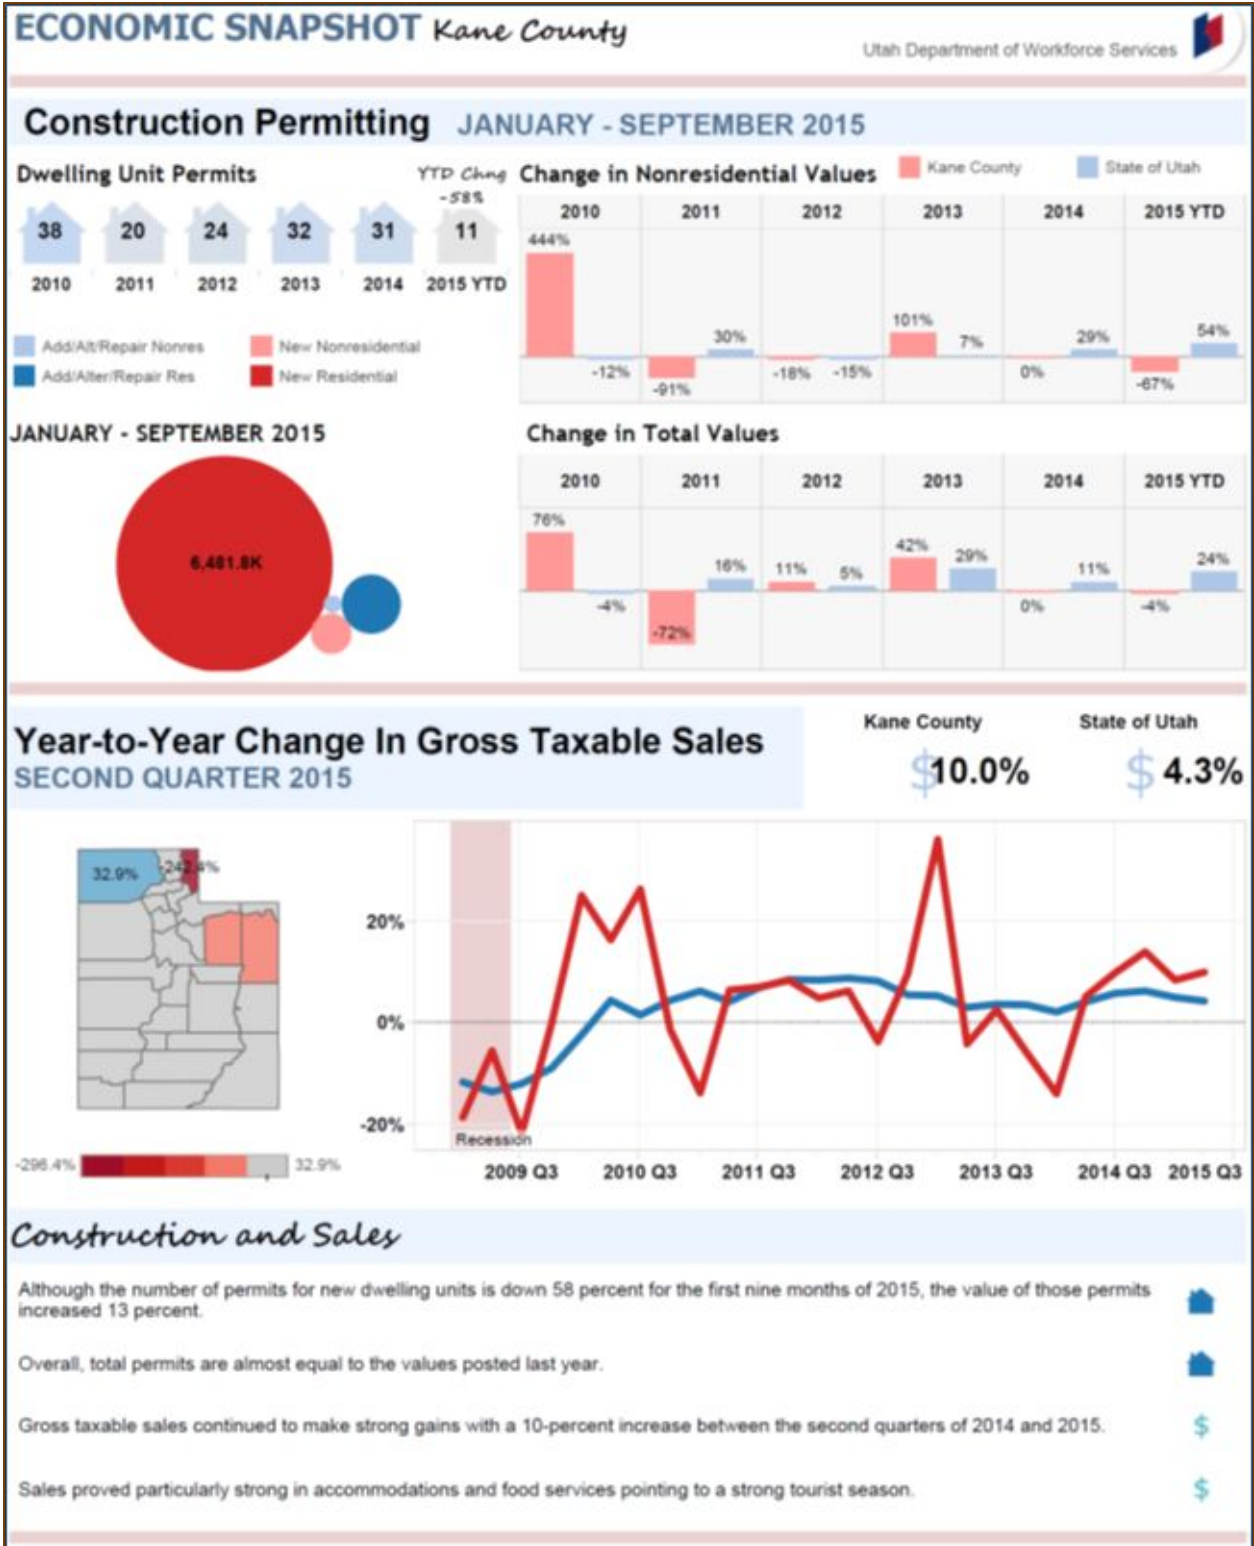 ECONOMIC SNAPSHOT Kane County
Utah Department of Workforce Services
Construction Permitting JANUARY - SEPTEMBER 2015
Dwelling Unit Permits
YTD Chng
-58%
38 20 24 32 31 11
2010 2011 2012 2013 2014 2015 YTD
Add/Alt/Repair Nonres New Nonresidential
Add/Alter/Repair Res New Residential
JANUARY - SEPTEMBER 2015
6,481.8K
Change in Nonresidential Values Kane County State of Utah
2010 2011 2012 2013 2014 2015 YTD
444%
-12%
-91%
30%
-18% -15%
101%
7%
0%
29%
-67%
54%
Change in Total Values
2010 2011 2012 2013 2014 2015 YTD
76%
-4%
-72%
16%
11%
5%
42%
29%
0%
11%
-4%
24%
Year-to-Year Change In Gross Taxable Sales
SECOND QUARTER 2015
Kane County State of Utah
$10.0% $ 4.3%
32.9% -242.4%
-296.4% 32.9%
20%
0%
-20%
Recession
2009 Q3 2010 Q3 2011 Q3 2012 Q3 2013 Q3 2014 Q3 2015 Q3
Construction and Sales
Although the number of permits for new dwelling units is down 58 percent for the first nine months of 2015, the value of those permits
increased 13 percent.
Overall, total permits are almost equal to the values posted last year.
Gross taxable sales continued to make strong gains with a 10-percent increase between the second quarters of 2014 and 2015.
$
Sales proved particularly strong in accommodations and food services pointing to a strong tourist season.
$